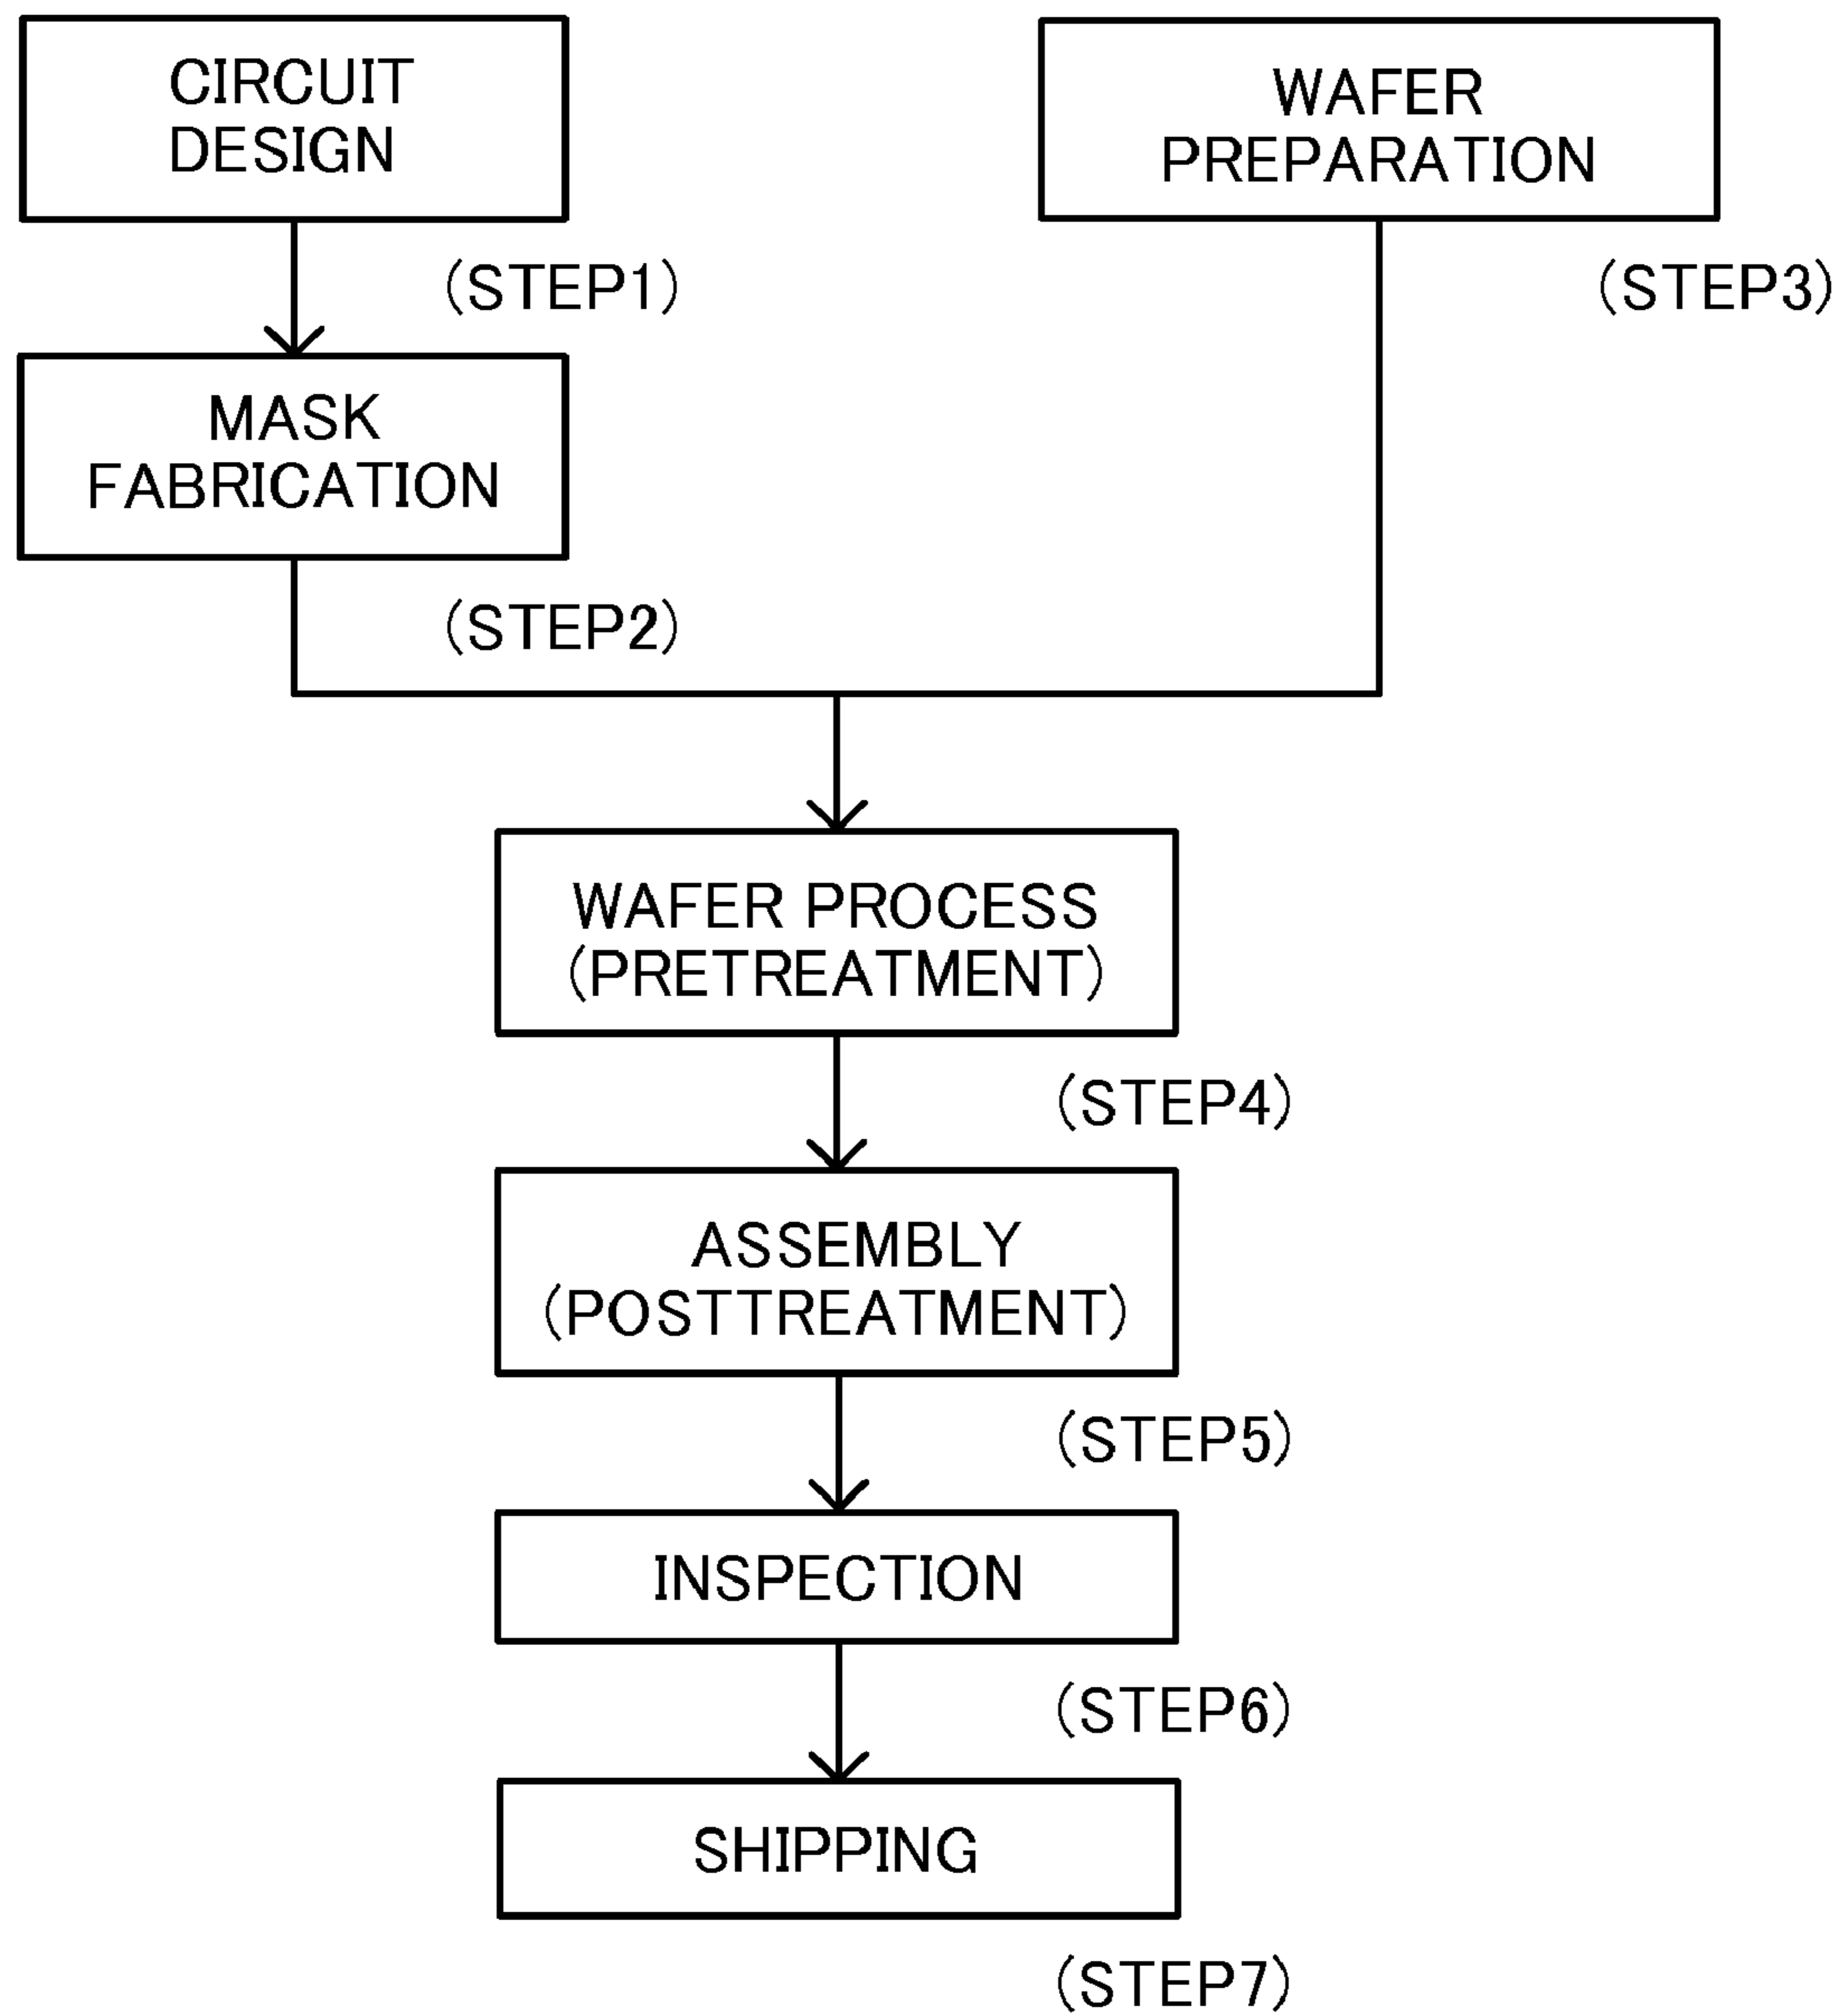 CIRCUIT
DESIGN
(STEP1)
WAFER
PREPARATION
(STEP3)
MASK
FABRICATION
(STEP2)
WAFER PROCESS
(PRETREATMENT)
(STEP4)
ASSEMBLY
(POSTTREATMENT)
(STEP5)
INSPECTION
(STEP6)
SHIPPING
(STEP7)